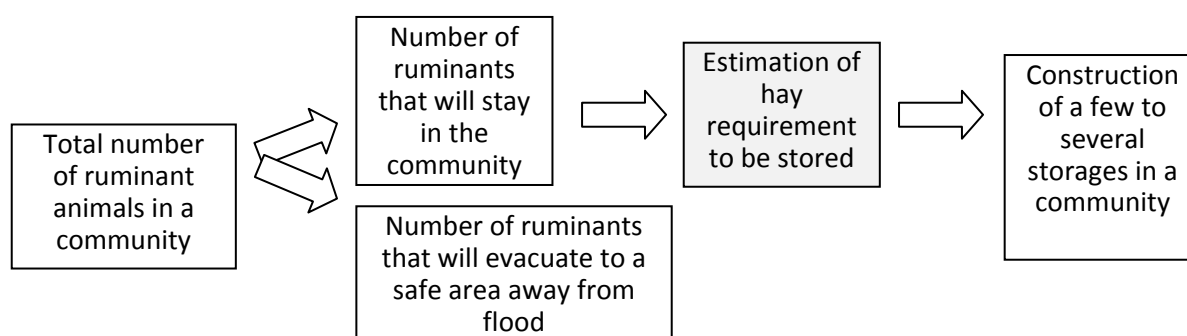 Total number
of ruminant
animals in a
community
Number of
ruminants
that will stay
in the
community
Number of ruminants
that will evacuate to a
safe area away from
flood
Estimation of
hay
requirement
to be stored
Construction
of a few to
several
storages in a
community